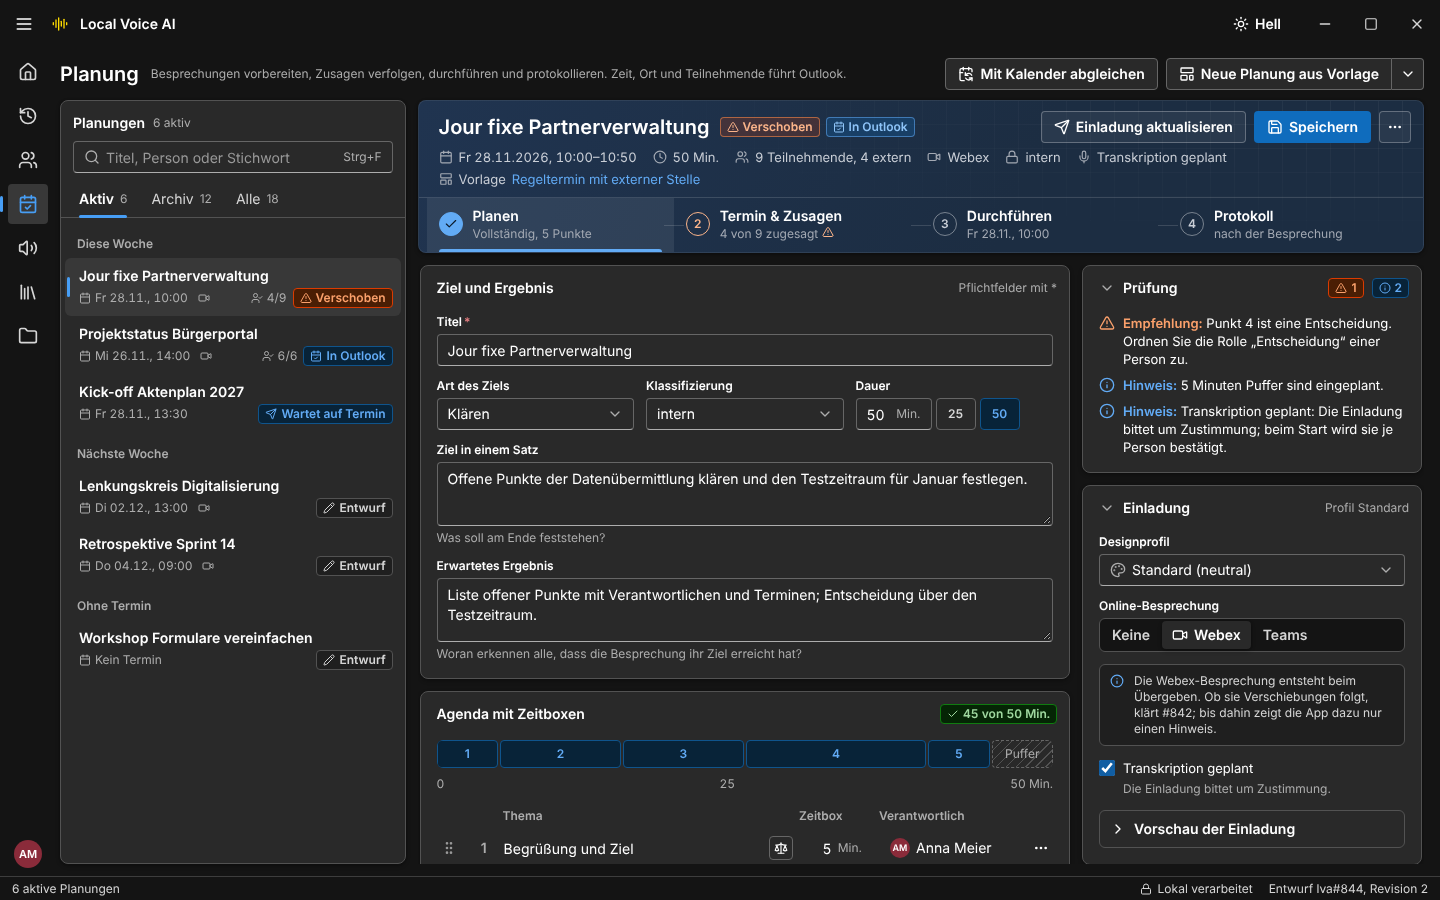 Local Voice AI
Hell
Planung
Besprechungen vorbereiten, Zusagen verfolgen, durchführen und protokollieren. Zeit, Ort und Teilnehmende führt Outlook.
Mit Kalender abgleichen
Neue Planung aus Vorlage
Planungen 6 aktiv
Titel, Person oder Stichwort Strg+F
Aktiv 6 Archiv 12 Alle 18
Diese Woche
Jour fixe Partnerverwaltung
Fr 28.11., 10:00 4/9 Verschoben
Projektstatus Bürgerportal
Mi 26.11., 14:00 6/6 In Outlook
Kick-off Aktenplan 2027
Fr 28.11., 13:30 Wartet auf Termin
Nächste Woche
Lenkungskreis Digitalisierung
Di 02.12., 13:00 Entwurf
Retrospektive Sprint 14
Do 04.12., 09:00 Entwurf
Ohne Termin
Workshop Formulare vereinfachen
Kein Termin Entwurf
AM
Jour fixe Partnerverwaltung Verschoben In Outlook
Einladung aktualisieren Speichern
Fr 28.11.2026, 10:00–10:50 50 Min. 9 Teilnehmende, 4 extern Webex intern Transkription geplant
Vorlage Regeltermin mit externer Stelle
Planen
Vollständig, 5 Punkte
2 Termin & Zusagen
4 von 9 zugesagt
3 Durchführen
Fr 28.11., 10:00
4 Protokoll
nach der Besprechung
Ziel und Ergebnis Pflichtfelder mit *
Titel *
Jour fixe Partnerverwaltung
Art des Ziels Klassifizierung Dauer
Klären intern 50 Min. 25 50
Ziel in einem Satz
Offene Punkte der Datenübermittlung klären und den Testzeitraum für Januar festlegen.
Was soll am Ende feststehen?
Erwartetes Ergebnis
Liste offener Punkte mit Verantwortlichen und Terminen; Entscheidung über den
Testzeitraum.
Woran erkennen alle, dass die Besprechung ihr Ziel erreicht hat?
Agenda mit Zeitboxen 45 von 50 Min.
1 2 3 4 5 Puffer
0 25 50 Min.
Thema Zeitbox Verantwortlich
1 Begrüßung und Ziel 5 Min. AM Anna Meier
Prüfung 1 2
Empfehlung: Punkt 4 ist eine Entscheidung.
Ordnen Sie die Rolle „Entscheidung“ einer
Person zu.
Hinweis: 5 Minuten Puffer sind eingeplant.
Hinweis: Transkription geplant: Die Einladung
bittet um Zustimmung; beim Start wird sie je
Person bestätigt.
Einladung Profil Standard
Designprofil
Standard (neutral)
Online-Besprechung
Keine Webex Teams
Die Webex-Besprechung entsteht beim
Übergeben. Ob sie Verschiebungen folgt,
klärt #842; bis dahin zeigt die App dazu nur
einen Hinweis.
Transkription geplant
Die Einladung bittet um Zustimmung.
Vorschau der Einladung
6 aktive Planungen
Lokal verarbeitet Entwurf lva#844, Revision 2